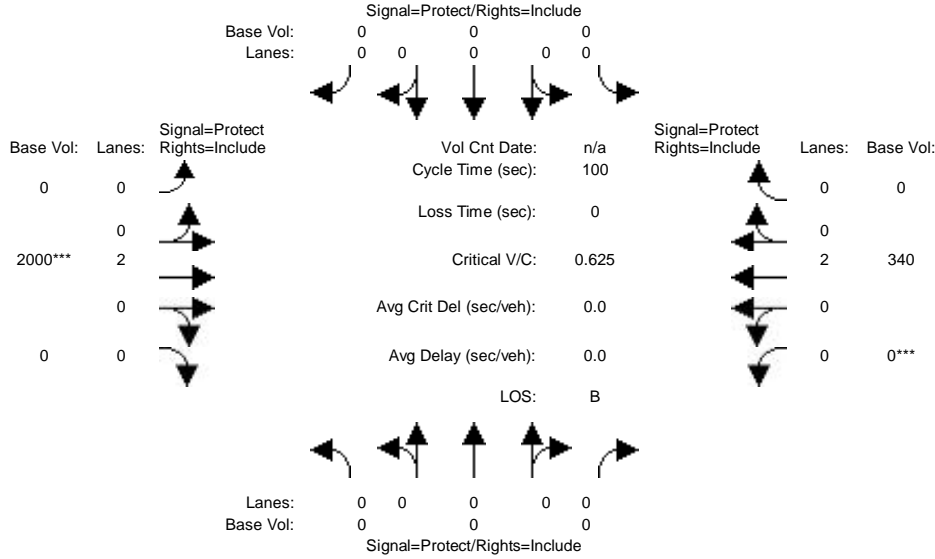 Signal=Protect/Rights=Include
Base Vol: 0 0 0
Lanes: 0 0 0 0 0
Signal=Protect
Base Vol: Lanes: Rights=Include
Vol Cnt Date: n/a
Signal=Protect
Rights=Include Lanes: Base Vol:
Cycle Time (sec): 100
0 0
0 0
Loss Time (sec): 0
0
0
2000*** 2
Critical V/C: 0.625
2 340
0
Avg Crit Del (sec/veh): 0.0
0
0 0
Avg Delay (sec/veh): 0.0
0 0***
LOS: B
Lanes: 0 0 0 0 0
Base Vol: 0 0 0
Signal=Protect/Rights=Include